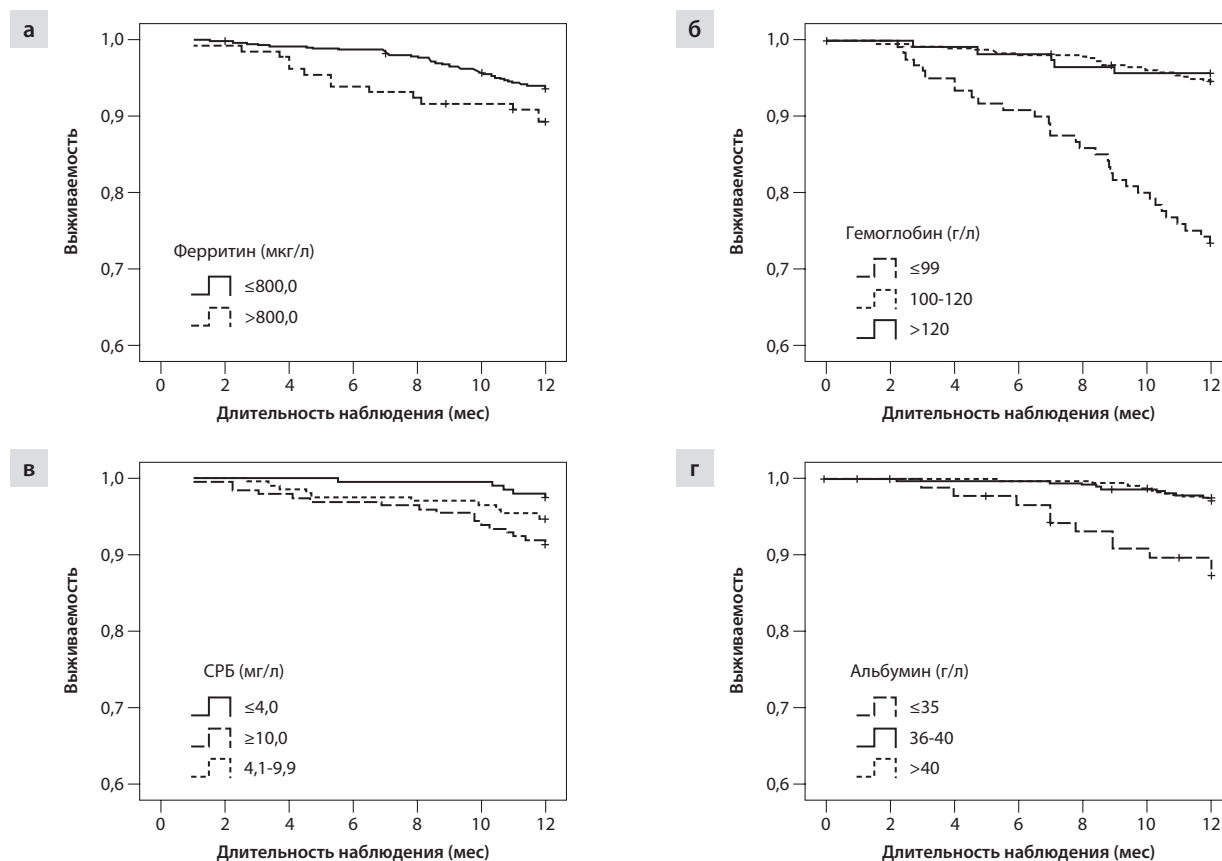 а
1,0
0,9
0,8
0,7
0,6
Выживаемость
Ферритин (мкг/л)
≤800,0
>800,0
0 2 4 6 8 10 12
Длительность наблюдения (мес)
б
1,0
0,9
0,8
0,7
0,6
Выживаемость
Гемоглобин (г/л)
≤99
100-120
>120
0 2 4 6 8 10 12
Длительность наблюдения (мес)
в
1,0
0,9
0,8
0,7
0,6
Выживаемость
СРБ (мг/л)
≤4,0
≥10,0
4,1-9,9
0 2 4 6 8 10 12
Длительность наблюдения (мес)
г
1,0
0,9
0,8
0,7
0,6
Выживаемость
Альбумин (г/л)
≤35
36-40
>40
0 2 4 6 8 10 12
Длительность наблюдения (мес)